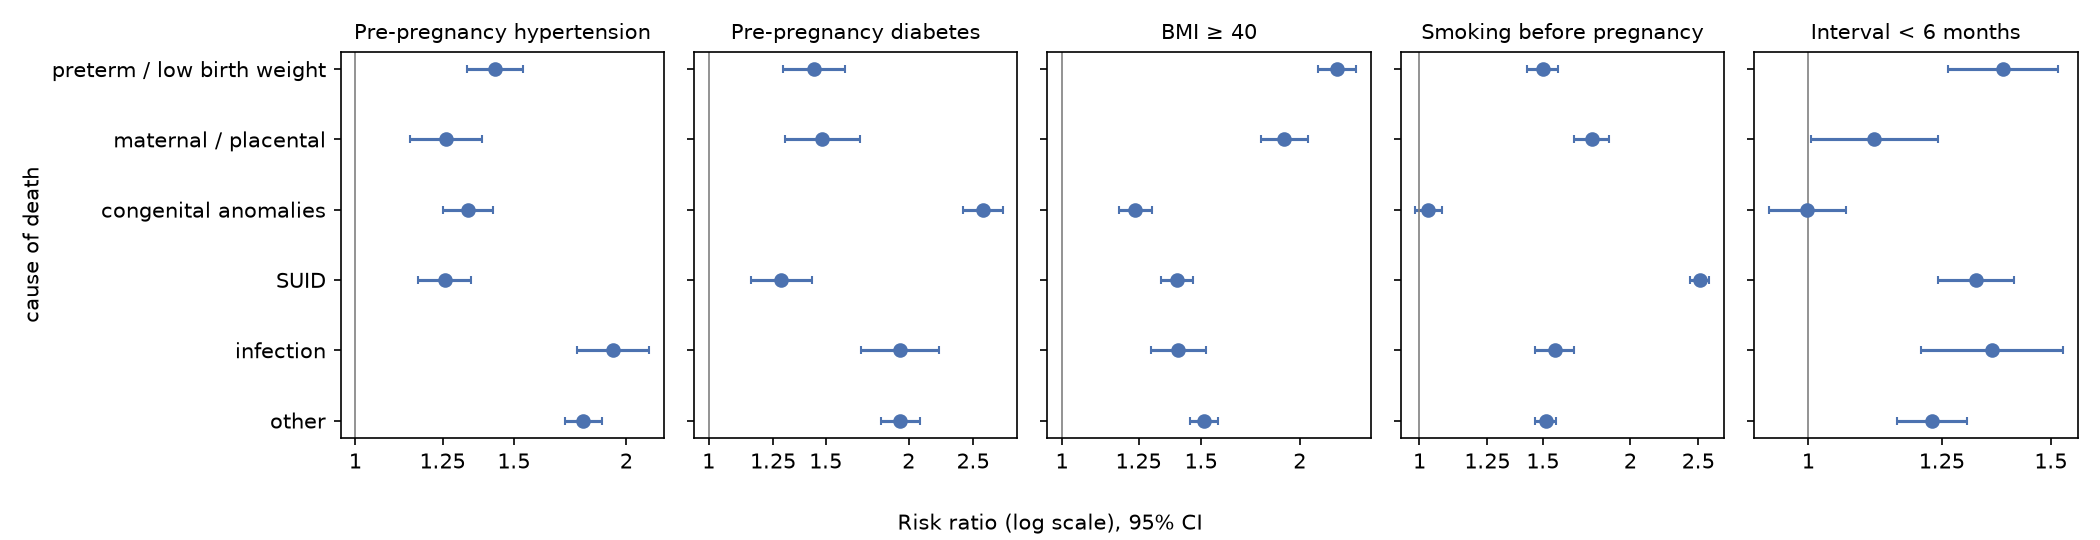 Pre-pregnancy hypertension
Pre-pregnancy diabetes
BMI ≥ 40
Smoking before pregnancy
Interval < 6 months
cause of death
preterm / low birth weight
maternal / placental
congenital anomalies
SUID
infection
other
1 1.25 1.5 2
1 1.25 1.5 2 2.5
1 1.25 1.5 2
1 1.25 1.5 2 2.5
1 1.25 1.5
Risk ratio (log scale), 95% CI